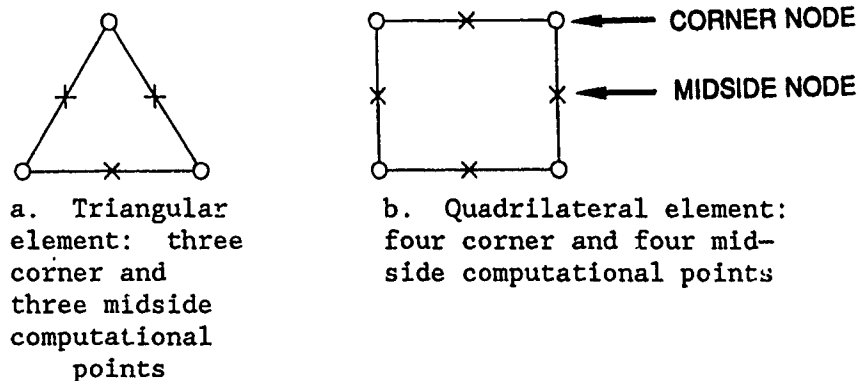 CORNER NODE
MIDSIDE NODE
a. Triangular
element: three
corner and
three midside
computational
points
b. Quadrilateral element:
four corner and four mid-
side computational points